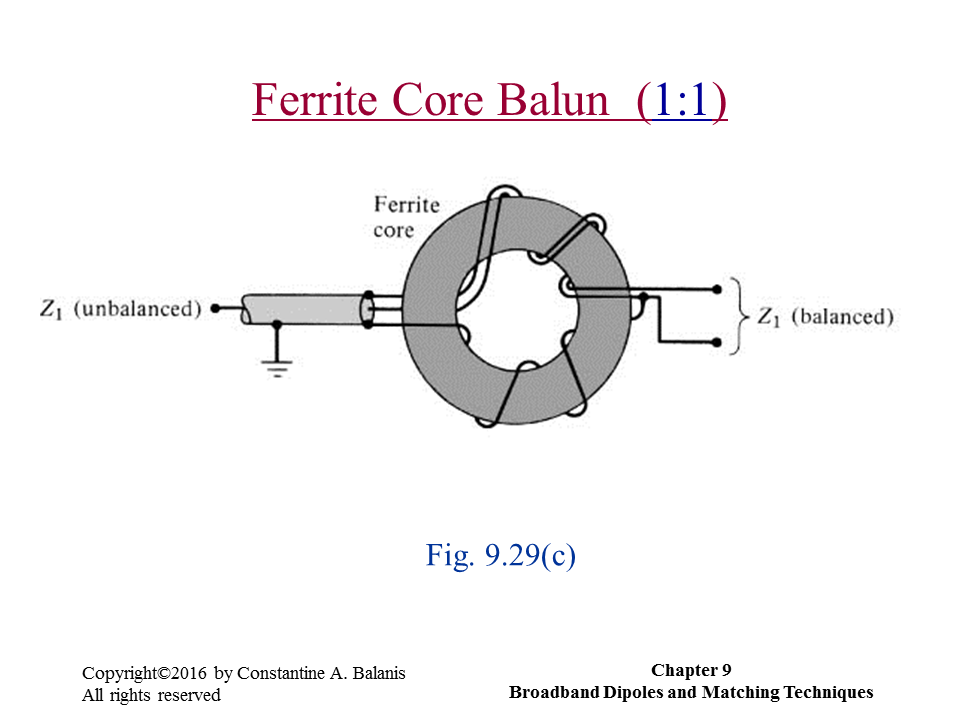 Ferrite Core Balun (1:1)
Ferrite
core
Z1 (unbalanced)
Z1 (balanced)
Fig. 9.29(c)
Copyright©2016 by Constantine A. Balanis
All rights reserved
Chapter 9
Broadband Dipoles and Matching Techniques